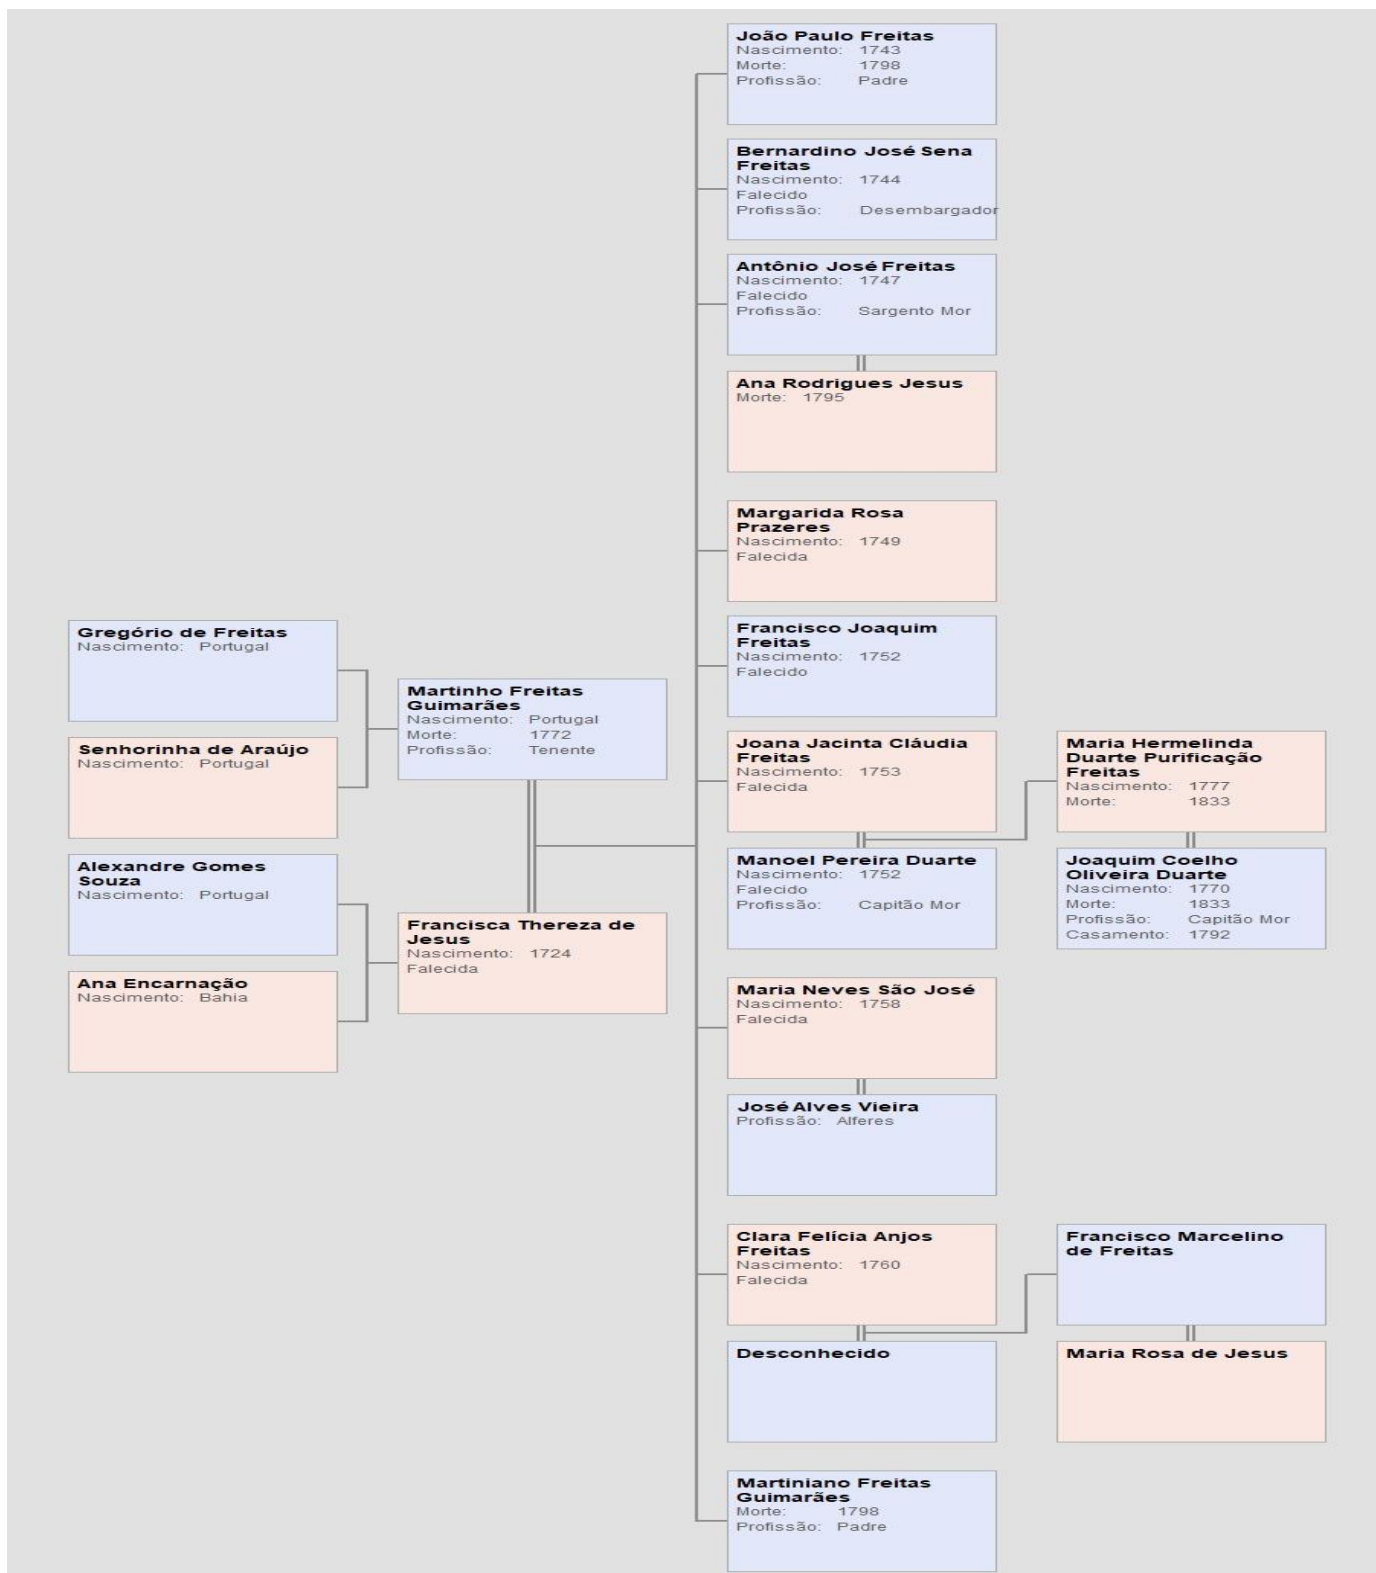 João Paulo Freitas
Nascimento: 1743
Morte: 1798
Profissão: Padre
Bernardino José Sena
Freitas
Nascimento: 1744
Falecido
Profissão: Desembargador
Antônio José Freitas
Nascimento: 1747
Falecido
Profissão: Sargento Mor
Ana Rodrigues Jesus
Morte: 1795
Margarida Rosa
Prazeres
Nascimento: 1749
Falecida
Gregório de Freitas
Nascimento: Portugal
Senhorinha de Araújo
Nascimento: Portugal
Alexandre Gomes
Souza
Nascimento: Portugal
Ana Encarnação
Nascimento: Bahia
Martinho Freitas
Guimarães
Nascimento: Portugal
Morte: 1772
Profissão: Tenente
Francisca Thereza de
Jesus
Nascimento: 1724
Falecida
Francisco Joaquim
Freitas
Nascimento: 1752
Falecido
Joana Jacinta Cláudia
Freitas
Nascimento: 1753
Falecida
Manoel Pereira Duarte
Nascimento: 1752
Falecido
Profissão: Capitão Mor
Maria Hermelinda
Duarte Purificação
Freitas
Nascimento: 1777
Morte: 1833
Joaquim Coelho
Oliveira Duarte
Nascimento: 1770
Morte: 1833
Profissão: Capitão Mor
Casamento: 1792
Maria Neves São José
Nascimento: 1758
Falecida
José Alves Vieira
Profissão: Alferes
Clara Felícia Anjos
Freitas
Nascimento: 1760
Falecida
Desconhecido
Francisco Marcelino
de Freitas
Maria Rosa de Jesus
Martiniano Freitas
Guimarães
Morte: 1798
Profissão: Padre